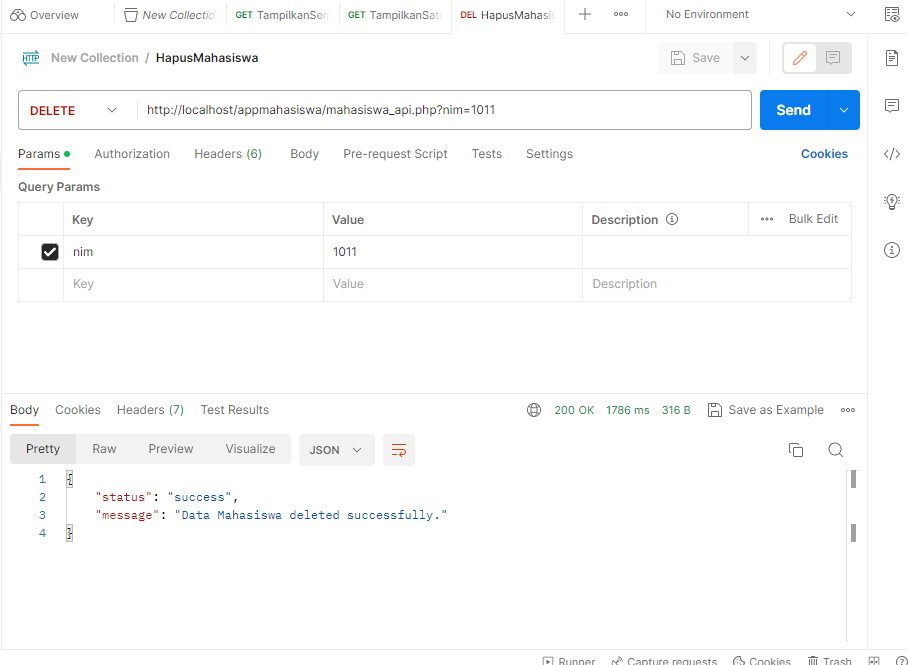 Overview New Collectio GET TampilkanSem GET TampilkanSat DEL HapusMahasis No Environment
HTTP New Collection / HapusMahasiswa Save
DELETE http://localhost/appmahasiswa/mahasiswa_api.php?nim=1011 Send
Params Authorization Headers (6) Body Pre-request Script Tests Settings Cookies
Query Params
Key Value Description Bulk Edit
nim 1011
Key Value Description
Body Cookies Headers (7) Test Results 200 OK 1786 ms 316 B Save as Example
Pretty Raw Preview Visualize JSON
1 {
2 "status": "success",
3 "message": "Data Mahasiswa deleted successfully."
4 }
Runner Capture requests Cookies Trash